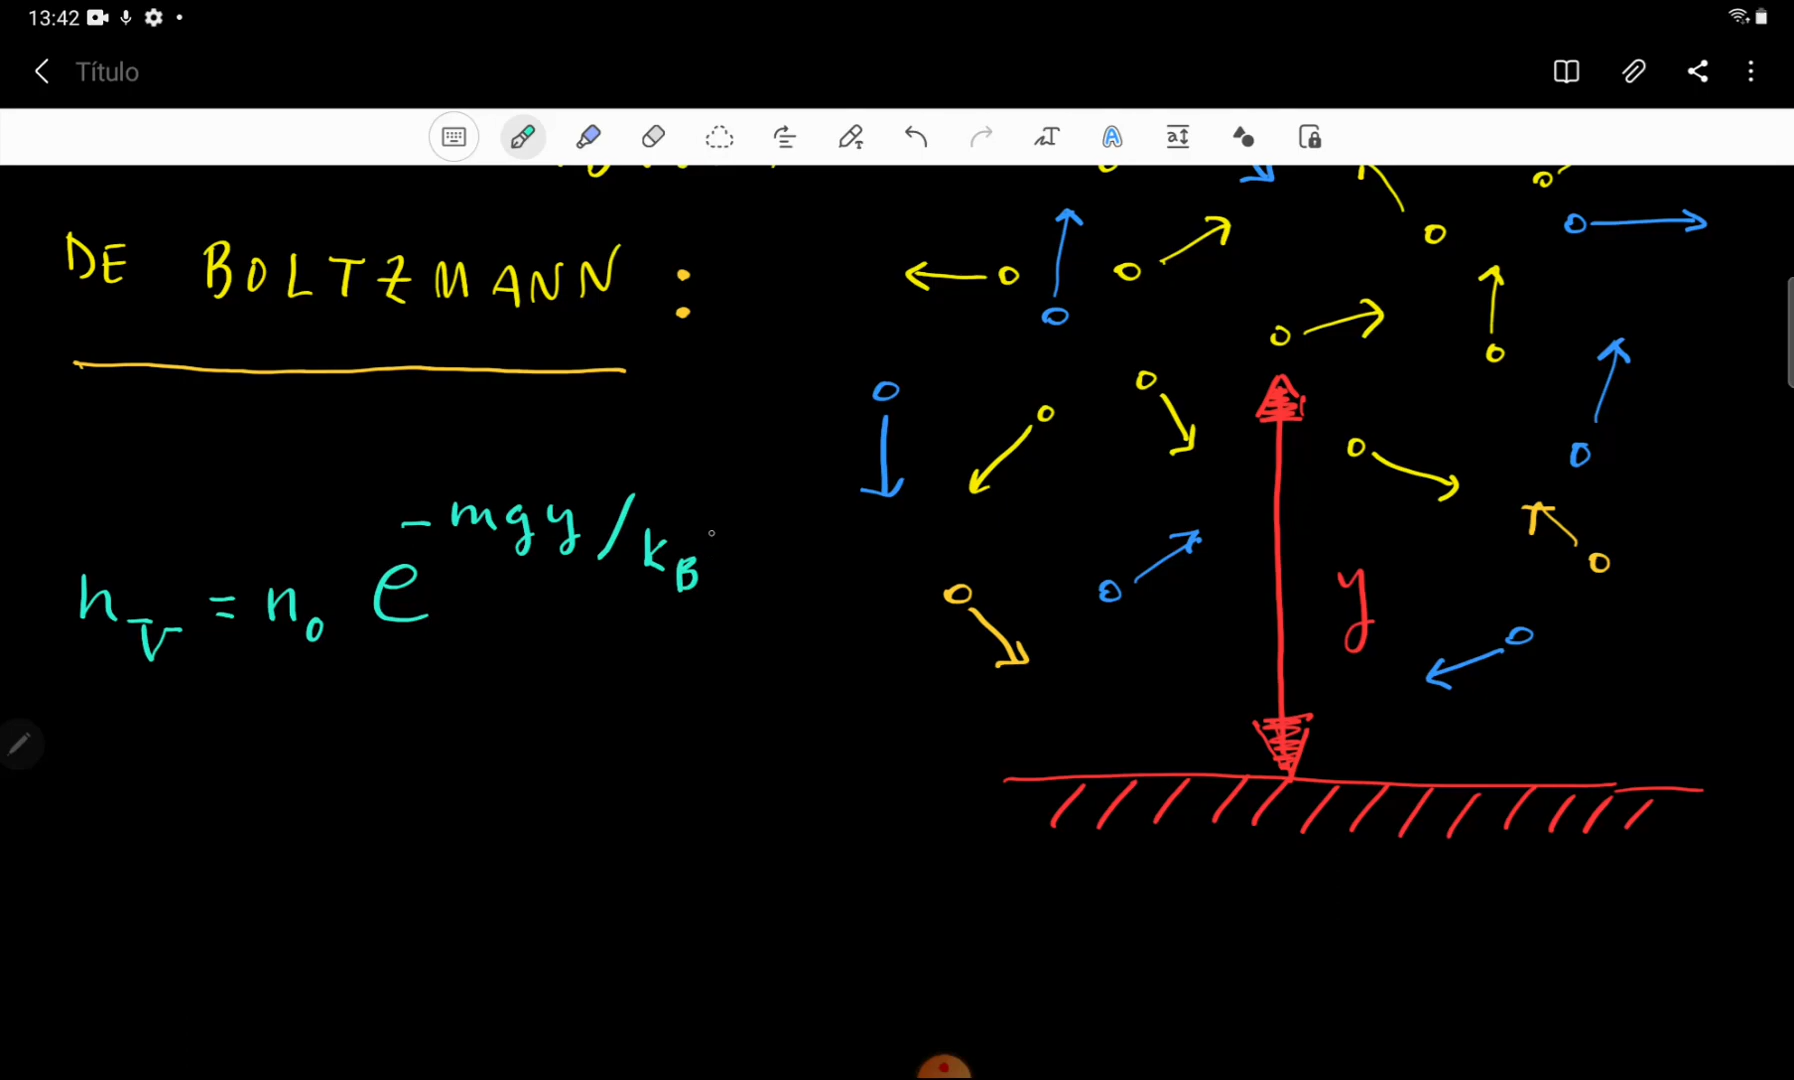 13:42
Título
DE BOLTZMANN :
n_V = n_0 e^{-mgy/k_B}
y